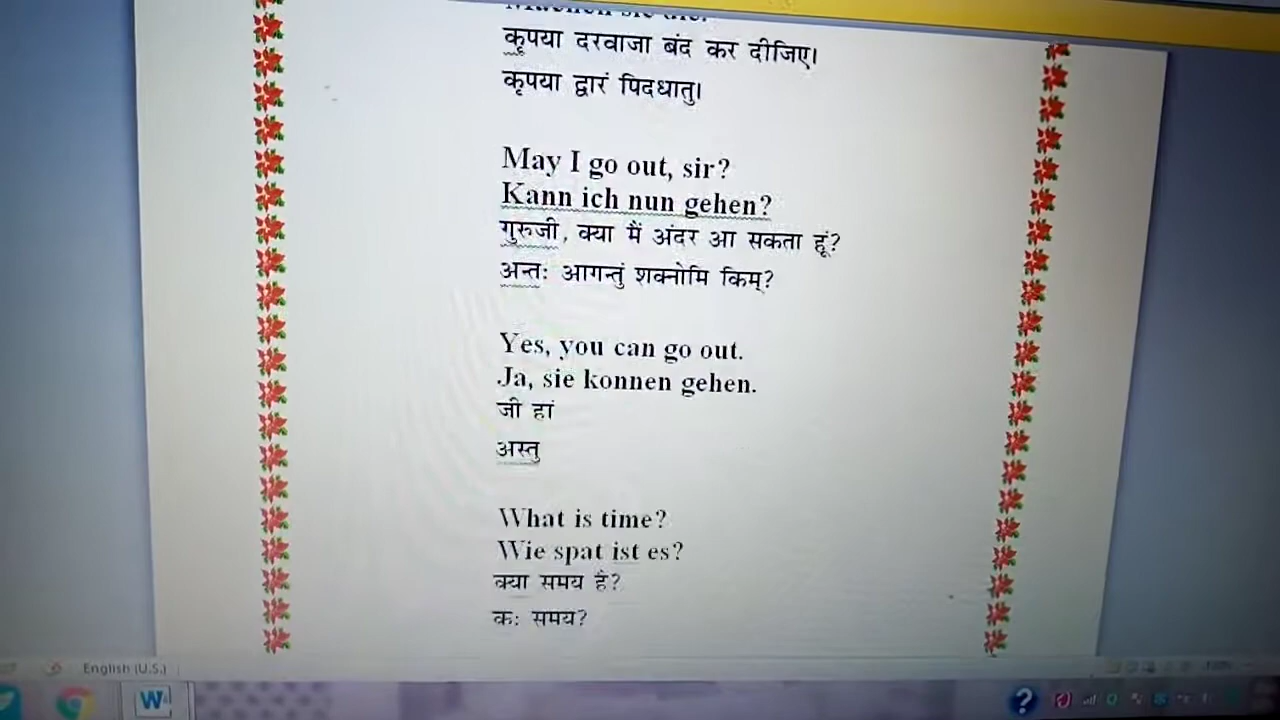 कृपया दरवाजा बंद कर दीजिए।
कृपया द्वारं पिदधातु।
May I go out, sir?
Kann ich nun gehen?
गुरुजी, क्या मैं अंदर आ सकता हूं?
अन्तः आगन्तुं शक्नोमि किम्?
Yes, you can go out.
Ja, sie konnen gehen.
जी हां
अस्तु
What is time?
Wie spat ist es?
क्या समय है?
कः समय?
English (U.S.)